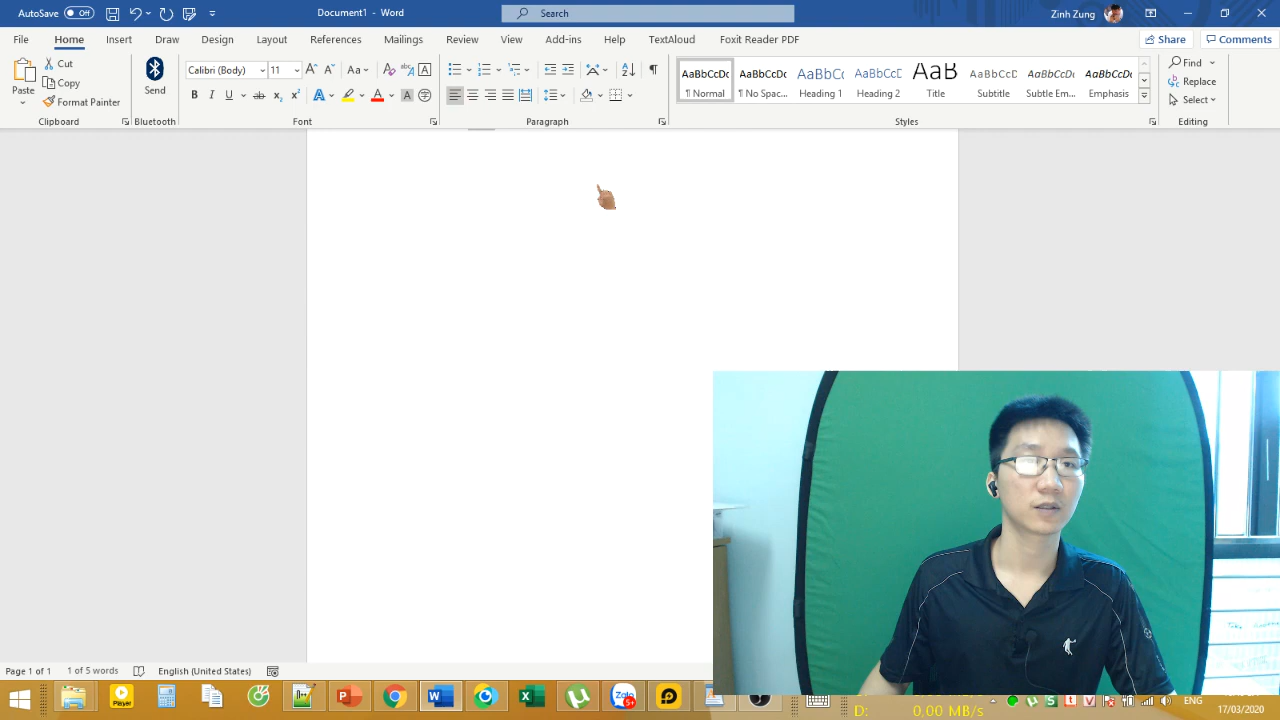 AutoSave Off Document1 - Word Search Zinh Zung
File Home Insert Draw Design Layout References Mailings Review View Add-ins Help TextAloud Foxit Reader PDF Share Comments
Paste
Cut
Copy
Format Painter
Clipboard
Send
Bluetooth
Calibri (Body) 11
Font
Paragraph
AaBbCcDc
¶ Normal
AaBbCcDc
¶ No Spac...
AaBbCc
Heading 1
AaBbCcD
Heading 2
AaB
Title
AaBbCcD
Subtitle
AaBbCcDc
Subtle Em...
AaBbCcDc
Emphasis
Styles
Find
Replace
Select
Editing
Page 1 of 1 1 of 5 words English (United States)
Player
Zalo
5+
D: 0,00 MB/s
ENG
17/03/2020